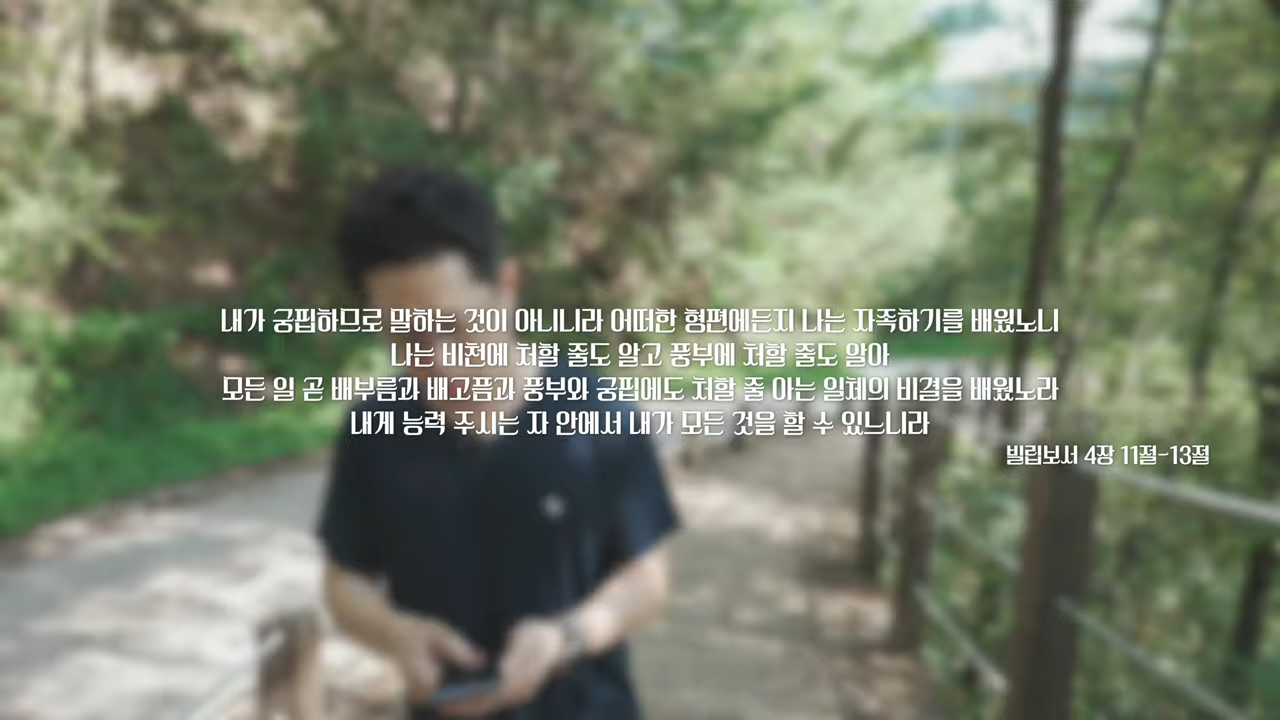 내가 궁핍하므로 말하는 것이 아니니라 어떠한 형편에든지 나는 자족하기를 배웠노니
나는 비천에 처할 줄도 알고 풍부에 처할 줄도 알아
모든 일 곧 배부름과 배고픔과 풍부와 궁핍에도 처할 줄 아는 일체의 비결을 배웠노라
내게 능력 주시는 자 안에서 내가 모든 것을 할 수 있느니라
빌립보서 4장 11절-13절